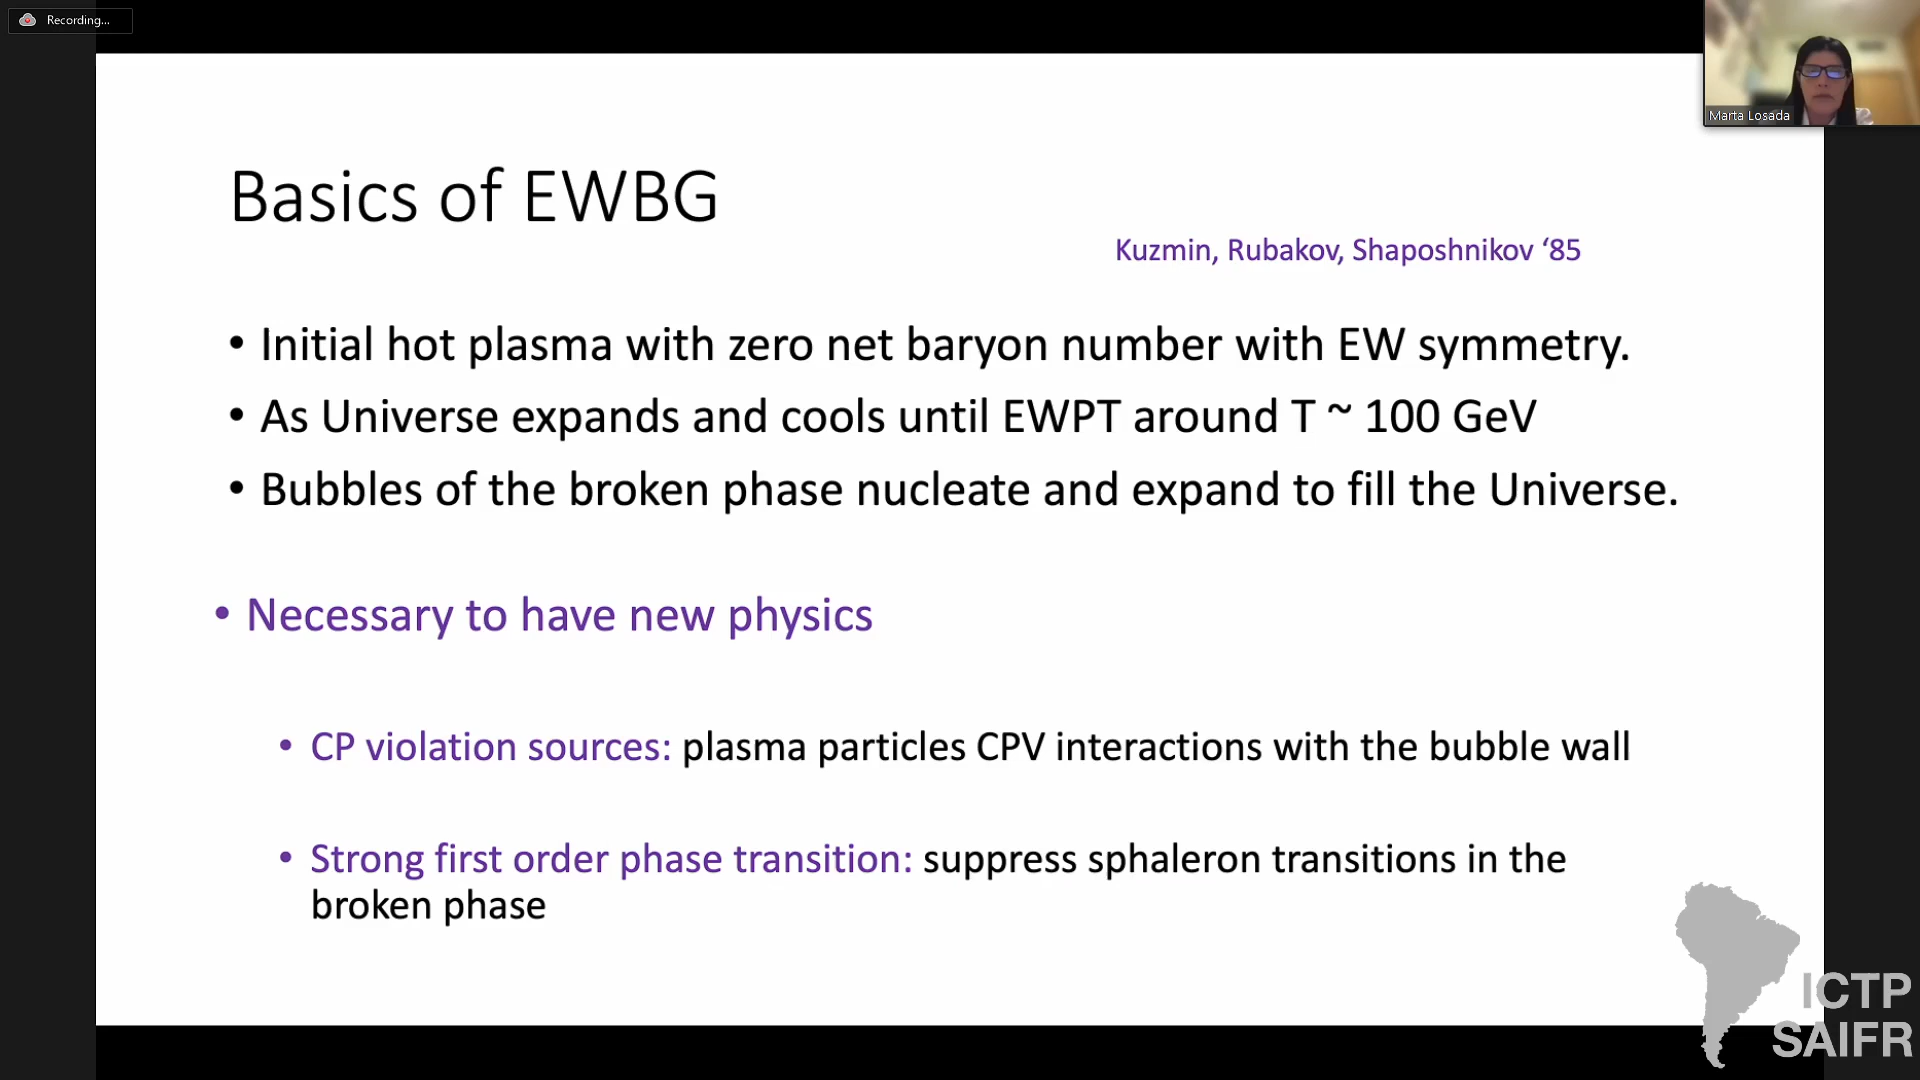 Recording...
Marta Losada
Basics of EWBG
Kuzmin, Rubakov, Shaposhnikov ‘85
• Initial hot plasma with zero net baryon number with EW symmetry.
• As Universe expands and cools until EWPT around T ~ 100 GeV
• Bubbles of the broken phase nucleate and expand to fill the Universe.
• Necessary to have new physics
• CP violation sources: plasma particles CPV interactions with the bubble wall
• Strong first order phase transition: suppress sphaleron transitions in the
broken phase
ICTP
SAIFR